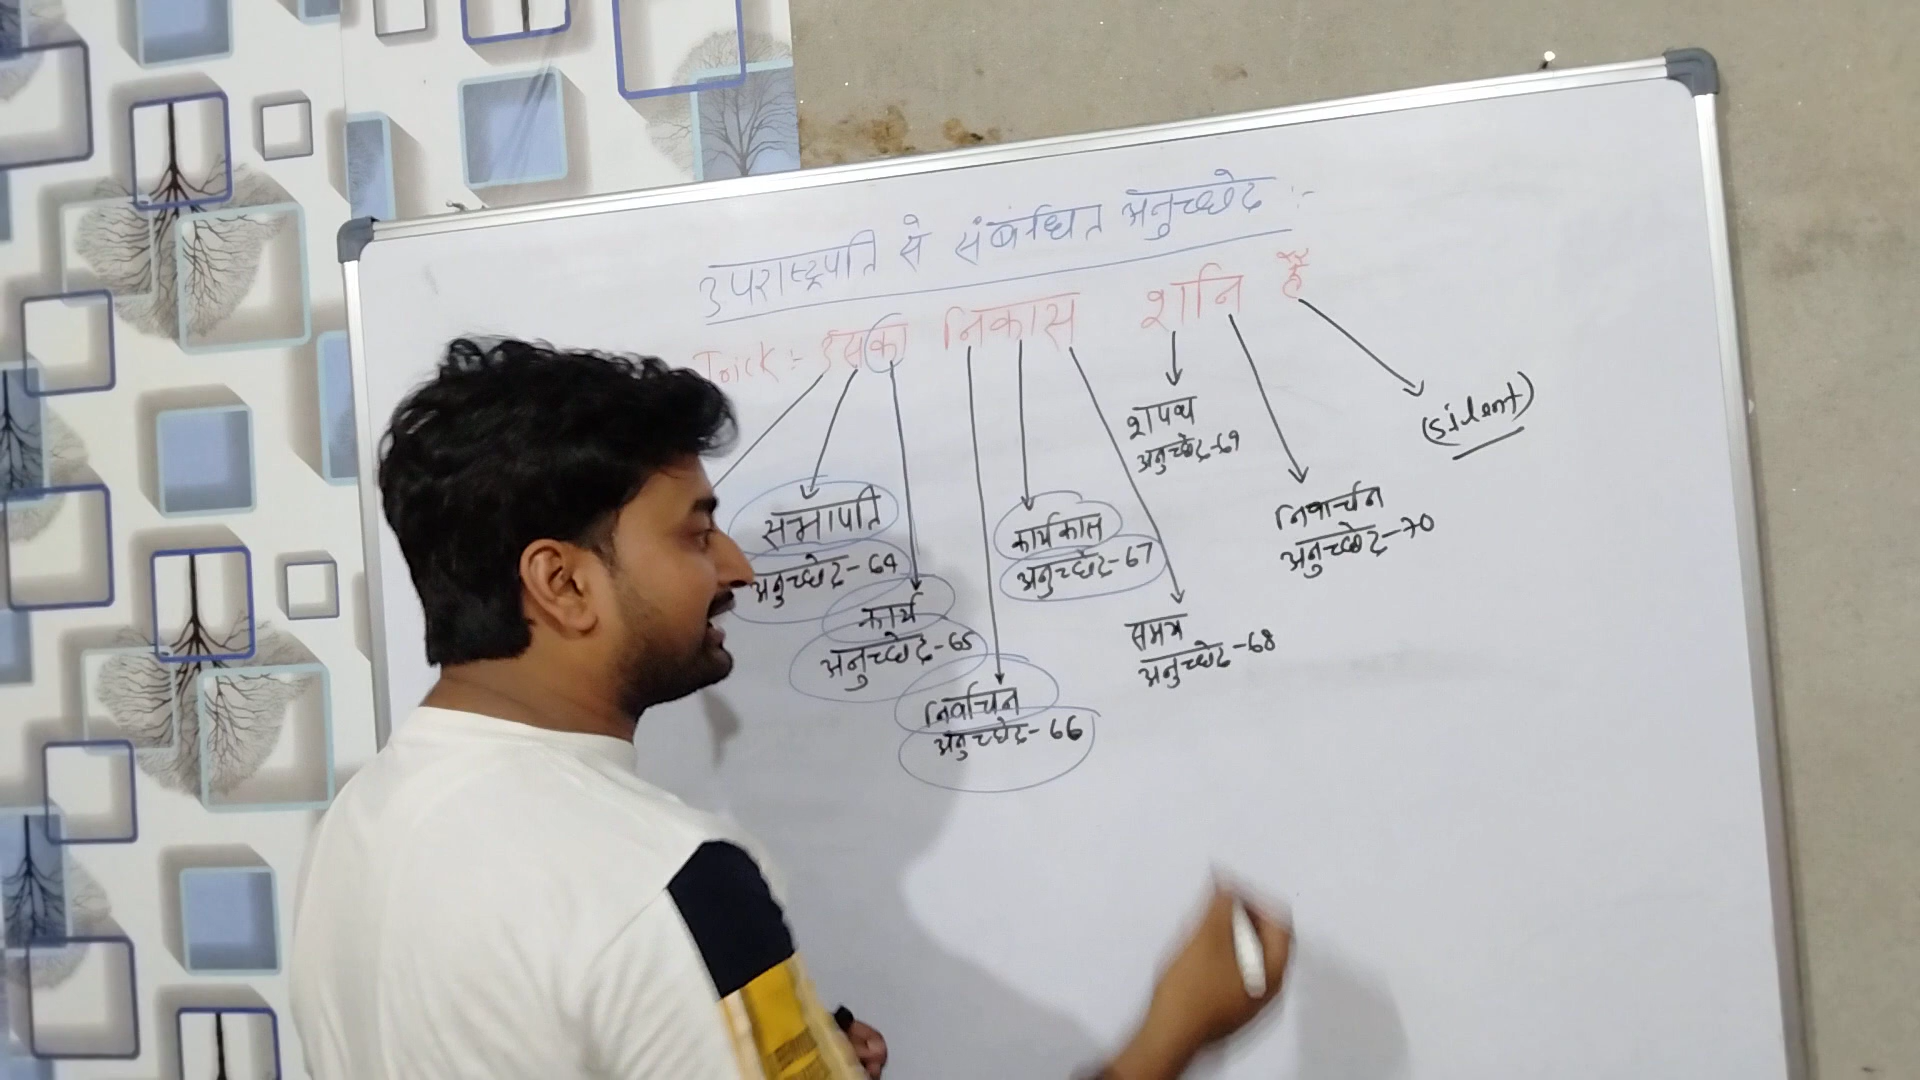 उपराष्ट्रपति से संबंधित अनुच्छेद :-
Trick :- उसका निकास शनि हैं
सभापति
अनुच्छेद-64
कार्य
अनुच्छेद-65
निर्वाचन
अनुच्छेद-66
कार्यकाल
अनुच्छेद-67
समय
अनुच्छेद-68
शपथ
अनुच्छेद-69
निर्वाचन
अनुच्छेद-70
(silent)